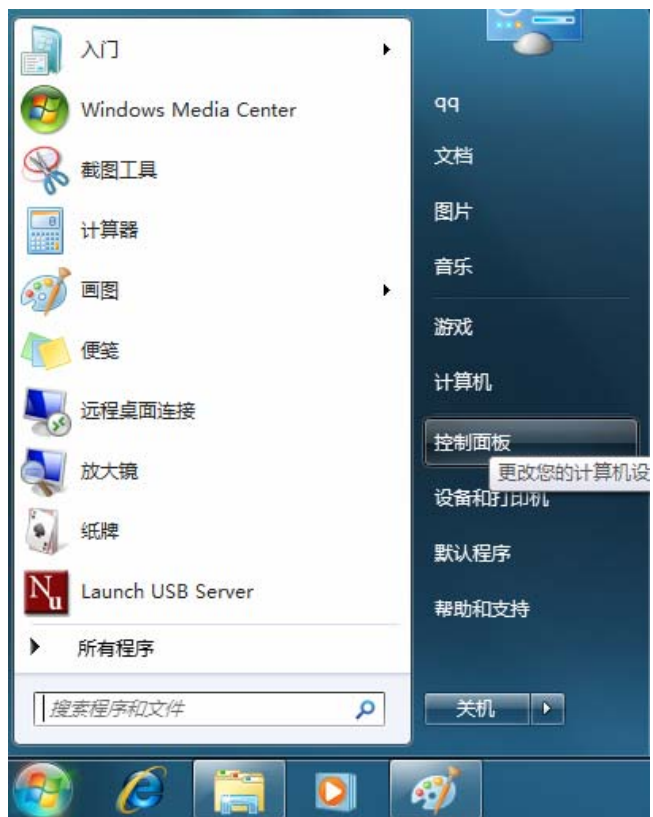 入门
Windows Media Center
截图工具
计算器
画图
便笺
远程桌面连接
放大镜
纸牌
Nu
Launch USB Server
所有程序
搜索程序和文件
qq
文档
图片
音乐
游戏
计算机
控制面板
更改您的计算机设
设备和打印机
默认程序
帮助和支持
关机